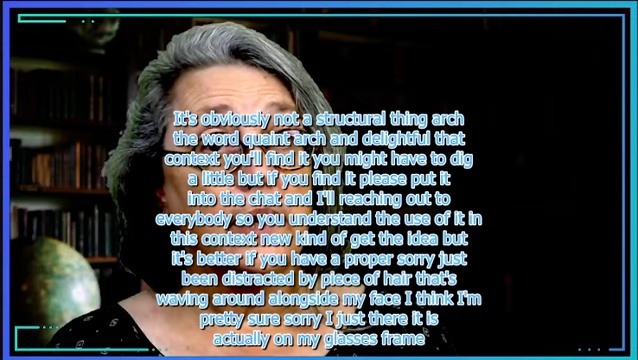 It's obviously not a structural thing arch
the word quaint arch and delightful that
context you'll find it you might have to dig
a little but if you find it please put it
into the chat and I'll reaching out to
everybody so you understand the use of it in
this context new kind of get the idea but
it's better if you have a proper sorry just
been distracted by piece of hair that's
waving around alongside my face I think I'm
pretty sure sorry I just there it is
actually on my glasses frame